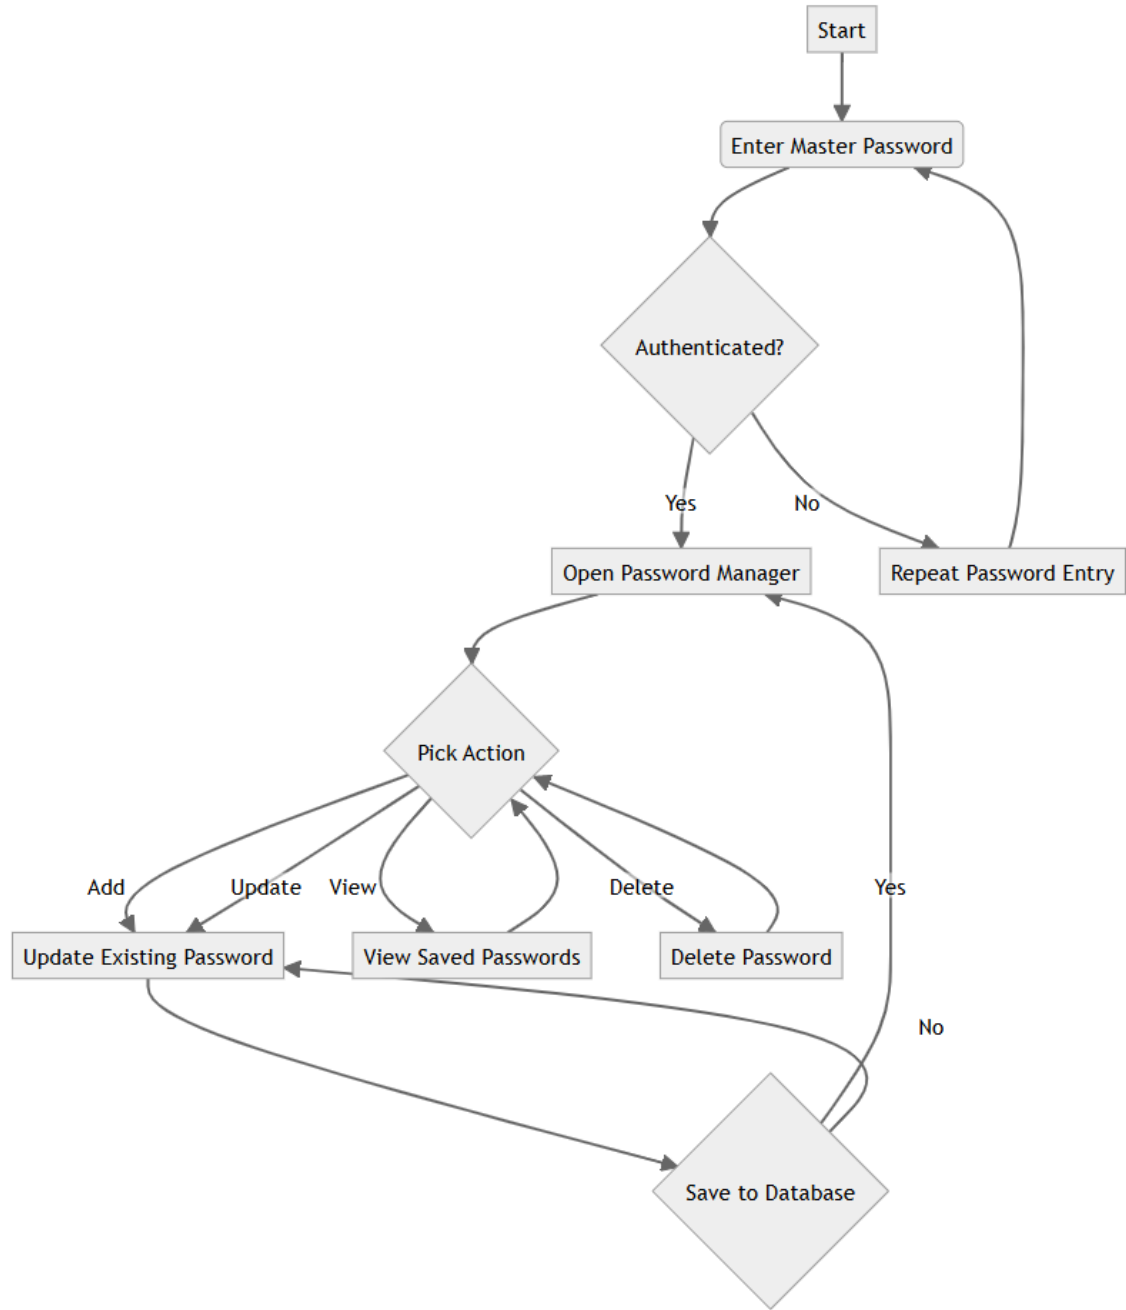 Start
Enter Master Password
Authenticated?
Yes
No
Open Password Manager
Repeat Password Entry
Pick Action
Add
Update
View
Delete
Yes
Update Existing Password
View Saved Passwords
Delete Password
No
Save to Database